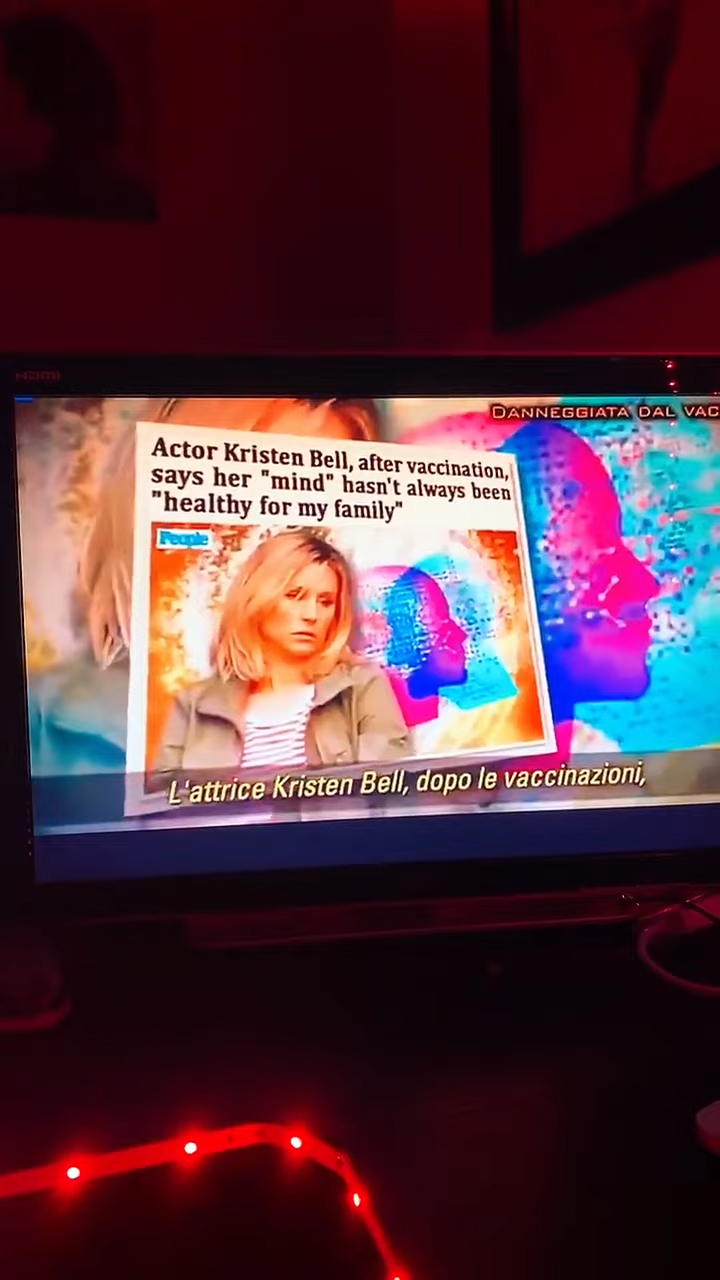 HDMI
DANNEGGIATA DAL VAC
Actor Kristen Bell, after vaccination,
says her "mind" hasn't always been
"healthy for my family"
People
L'attrice Kristen Bell, dopo le vaccinazioni,